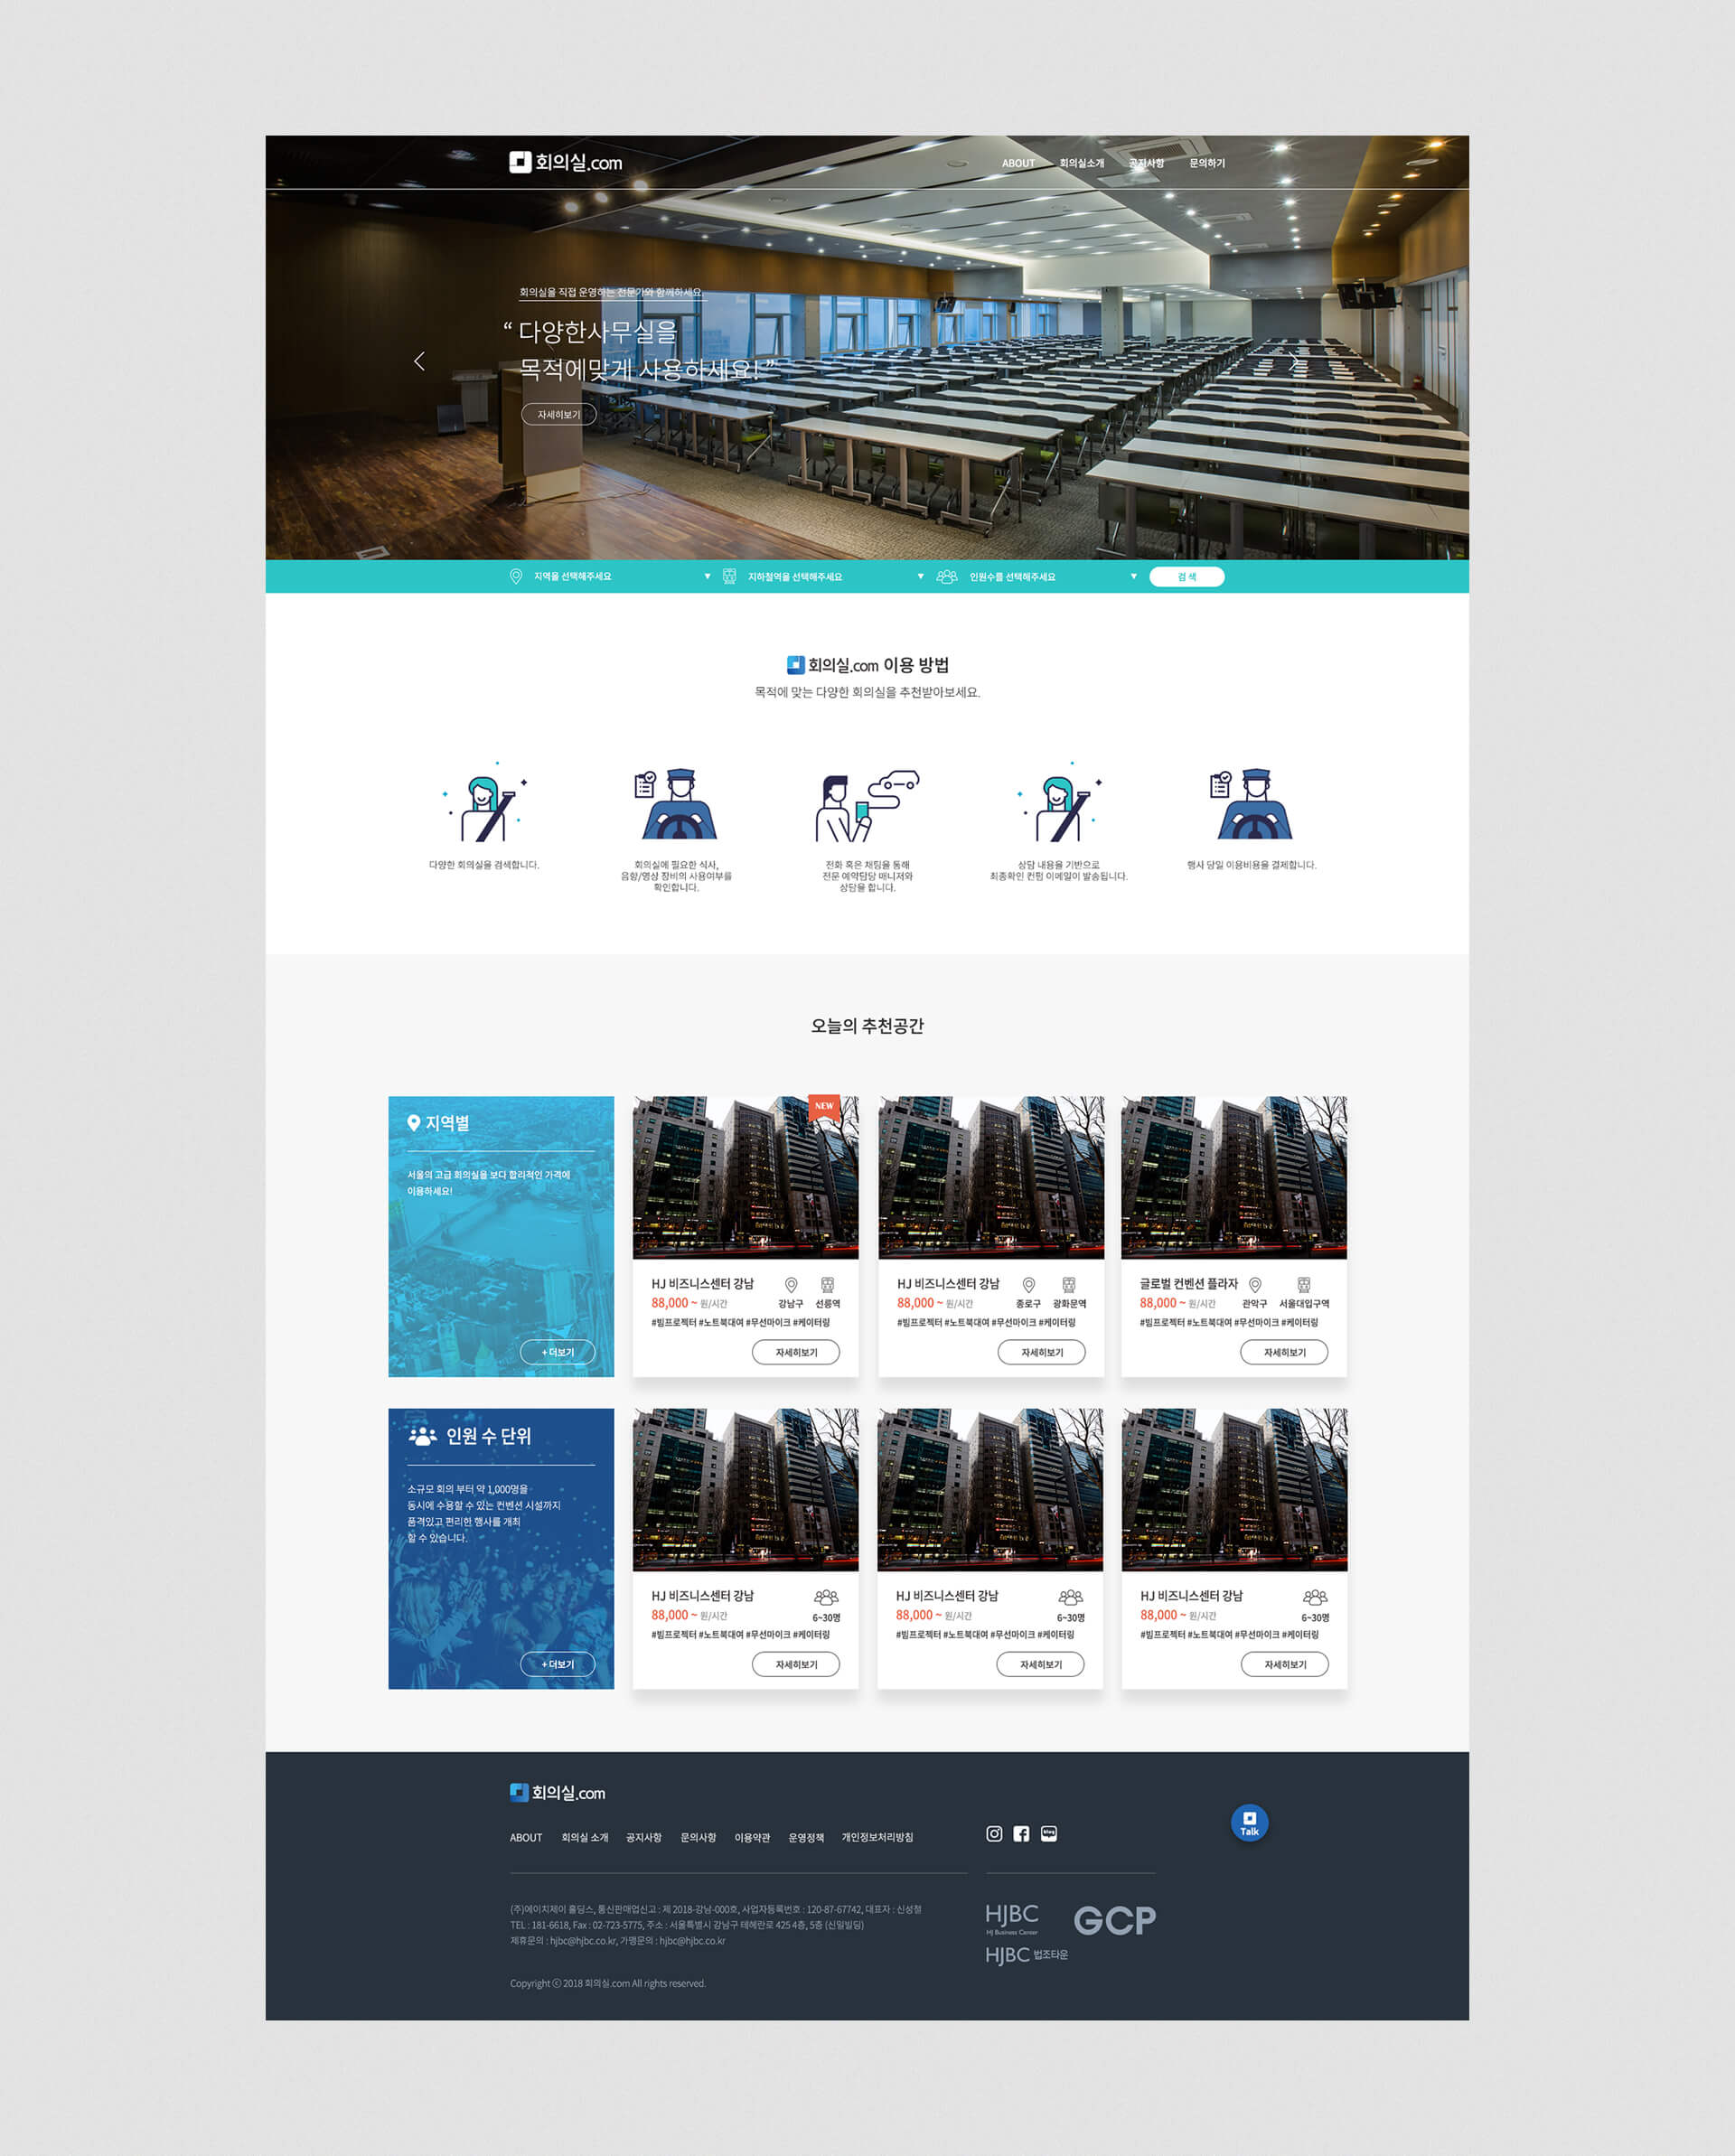 회의실.com
ABOUT 회의실소개 공지사항 문의하기
회의실을 직접 운영하는 전문가와 함께하세요.
“ 다양한사무실을
목적에맞게 사용하세요! ”
자세히보기
지역을 선택해주세요 ▼ 지하철역을 선택해주세요 ▼ 인원수를 선택해주세요 ▼ 검 색
회의실.com 이용 방법
목적에 맞는 다양한 회의실을 추천받아보세요.
다양한 회의실을 검색합니다.
회의실에 필요한 식사,
음향/영상 장비의 사용여부를
확인합니다.
전화 혹은 채팅을 통해
전문 예약담당 매니저와
상담을 합니다.
상담 내용을 기반으로
최종확인 컨펌 이메일이 발송됩니다.
행사 당일 이용비용을 결제합니다.
오늘의 추천공간
지역별
서울의 고급 회의실을 보다 합리적인 가격에
이용하세요!
+ 더보기
NEW
HJ 비즈니스센터 강남
88,000 ~ 원/시간 강남구 선릉역
#빔프로젝터 #노트북대여 #무선마이크 #케이터링
자세히보기
HJ 비즈니스센터 강남
88,000 ~ 원/시간 종로구 광화문역
#빔프로젝터 #노트북대여 #무선마이크 #케이터링
자세히보기
글로벌 컨벤션 플라자
88,000 ~ 원/시간 관악구 서울대입구역
#빔프로젝터 #노트북대여 #무선마이크 #케이터링
자세히보기
인원 수 단위
소규모 회의 부터 약 1,000명을
동시에 수용할 수 있는 컨벤션 시설까지
품격있고 편리한 행사를 개최
할 수 있습니다.
+ 더보기
HJ 비즈니스센터 강남
88,000 ~ 원/시간 6~30명
#빔프로젝터 #노트북대여 #무선마이크 #케이터링
자세히보기
HJ 비즈니스센터 강남
88,000 ~ 원/시간 6~30명
#빔프로젝터 #노트북대여 #무선마이크 #케이터링
자세히보기
HJ 비즈니스센터 강남
88,000 ~ 원/시간 6~30명
#빔프로젝터 #노트북대여 #무선마이크 #케이터링
자세히보기
회의실.com
ABOUT 회의실 소개 공지사항 문의사항 이용약관 운영정책 개인정보처리방침
blog
Talk
(주)에이치제이 홀딩스, 통신판매업신고 : 제 2018-강남-000호, 사업자등록번호 : 120-87-67742, 대표자 : 신성철
TEL : 181-6618, Fax : 02-723-5775, 주소 : 서울특별시 강남구 테헤란로 425 4층, 5층 (신일빌딩)
제휴문의 : hjbc@hjbc.co.kr, 가맹문의 : hjbc@hjbc.co.kr
Copyright ⓒ 2018 회의실.com All rights reserved.
HJBC
HJ Business Center
GCP
HJBC 법조타운